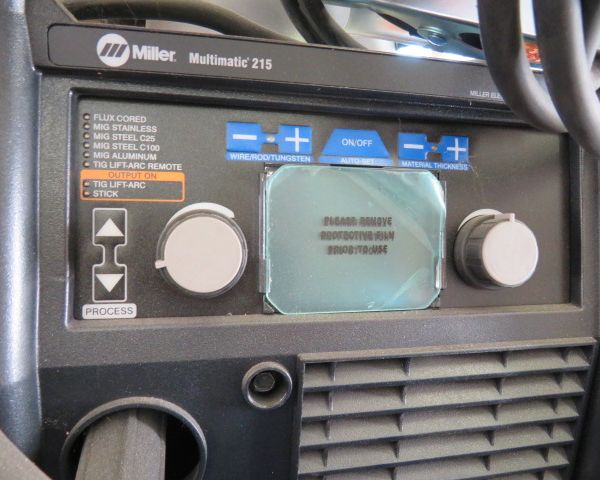 Miller Multimatic 215
MILLER ELE
FLUX CORED
MIG STAINLESS
MIG STEEL C25
MIG STEEL C100
MIG ALUMINUM
TIG LIFT-ARC REMOTE
OUTPUT ON
TIG LIFT-ARC
STICK
PROCESS
WIRE/ROD/TUNGSTEN
ON/OFF
AUTO-SET
MATERIAL THICKNESS
PLEASE REMOVE
PROTECTIVE FILM
PRIOR TO USE